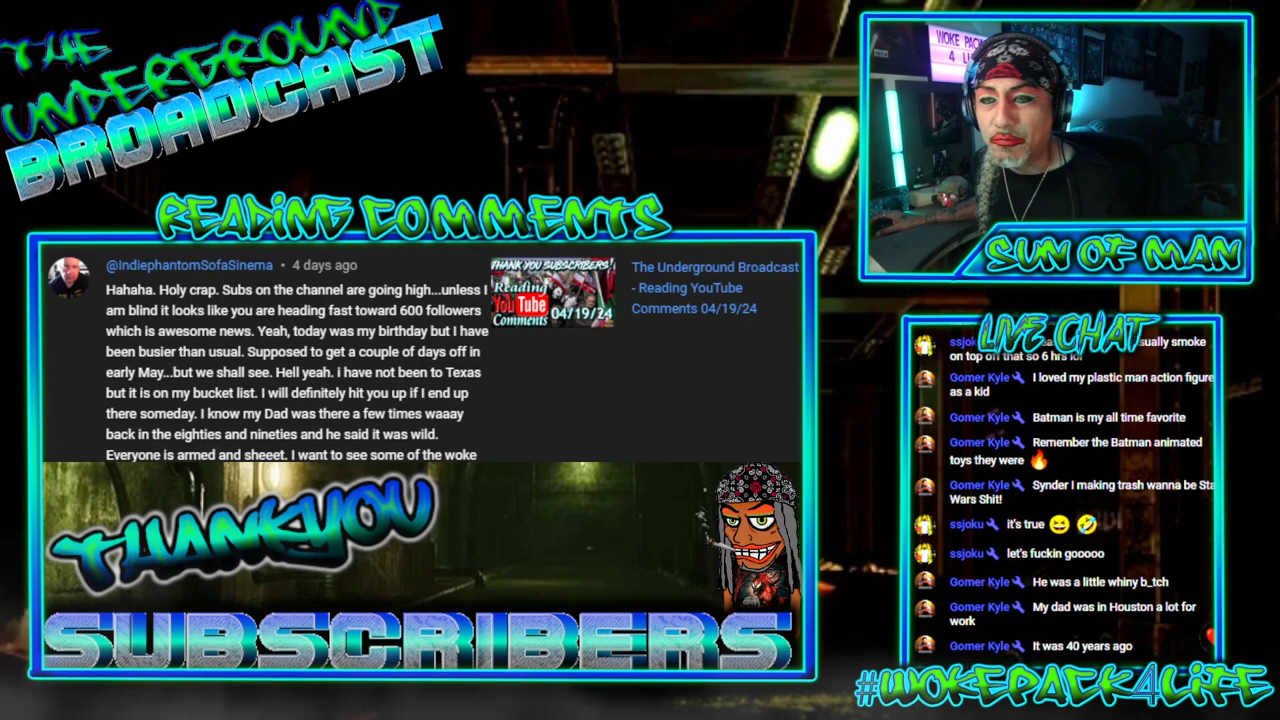 THE
UNDERGROUND
BROADCAST
WOKE PACK
4 LI
READING COMMENTS
@IndiephantomSofaSinema • 4 days ago
Hahaha. Holy crap. Subs on the channel are going high...unless I
am blind it looks like you are heading fast toward 600 followers
which is awesome news. Yeah, today was my birthday but I have
been busier than usual. Supposed to get a couple of days off in
early May...but we shall see. Hell yeah. i have not been to Texas
but it is on my bucket list. I will definitely hit you up if I end up
there someday. I know my Dad was there a few times waaay
back in the eighties and nineties and he said it was wild.
Everyone is armed and sheeet. I want to see some of the woke
THANK YOU SUBSCRIBERS!
Reading
YouTube
Comments 04/19/24
The Underground Broadcast
- Reading YouTube
Comments 04/19/24
THANKYOU
SUBSCRIBERS
SUN OF MAN
LIVE CHAT
ssjoku sually smoke
on top off that so 6 hrs lol
Gomer Kyle I loved my plastic man action figure
as a kid
Gomer Kyle Batman is my all time favorite
Gomer Kyle Remember the Batman animated
toys they were 🔥
Gomer Kyle Synder I making trash wanna be Sta
Wars Shit!
ssjoku it's true 😆 🤣
ssjoku let's fuckin gooooo
Gomer Kyle He was a little whiny b_tch
Gomer Kyle My dad was in Houston a lot for
work
Gomer Kyle It was 40 years ago
#WOKEPACK4LIFE